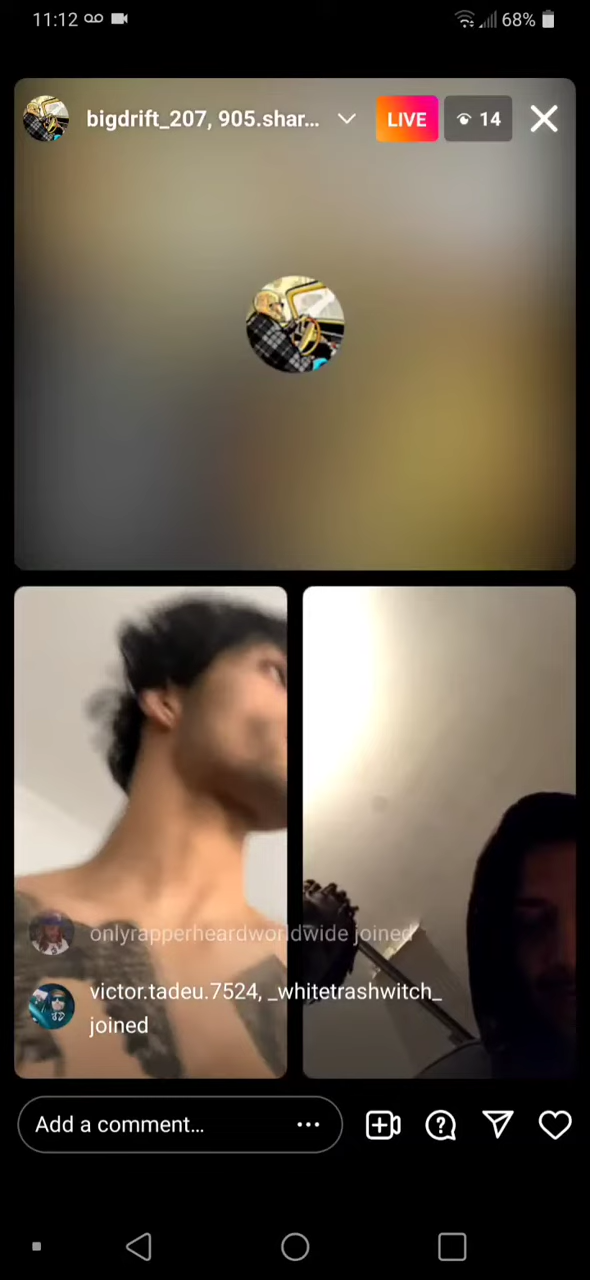 11:12 68%
bigdrift_207, 905.shar... LIVE 14
onlyrapperheardworldwide joined
victor.tadeu.7524, _whitetrashwitch_
joined
Add a comment...